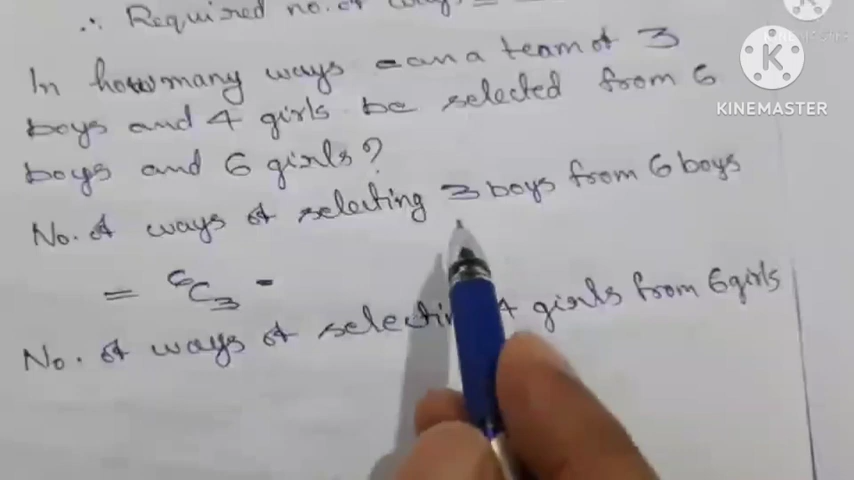 ∴ Required no. of ways =
In how many ways can a team of 3
boys and 4 girls be selected from 6
boys and 6 girls?
No. of ways of selecting 3 boys from 6 boys
= ⁶C₃ -
No. of ways of selecting 4 girls from 6 girls
KINEMASTER